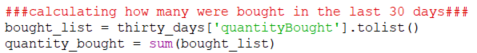 ###calculating how many were bought in the last 30 days###
bought_list = thirty_days['quantityBought'].tolist()
quantity_bought = sum(bought_list)